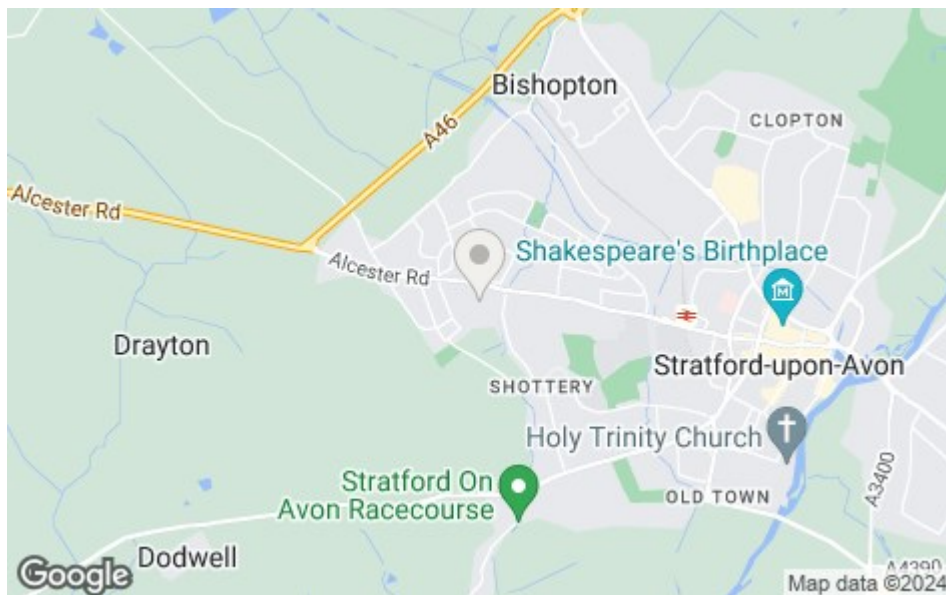 Bishopton
CLOPTON
A46
Alcester Rd
Alcester Rd
Shakespeare's Birthplace
Drayton
Stratford-upon-Avon
SHOTTERY
Holy Trinity Church
Stratford On
Avon Racecourse
OLD TOWN
A3400
Dodwell
A4390
Google
Map data ©2024